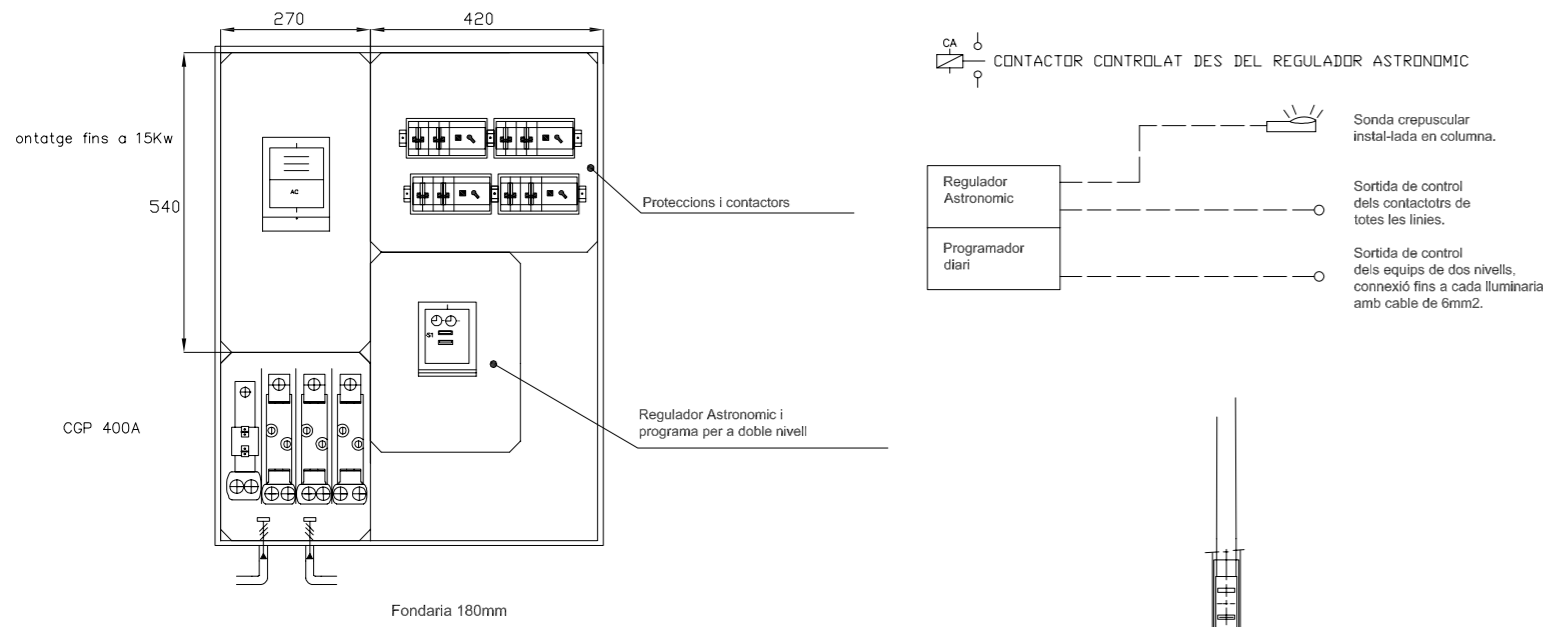 270
420
ontatge fins a 15Kw
540
AC
Proteccions i contactors
S1
Regulador Astronomic i
programa per a doble nivell
CGP 400A
Fondaria 180mm
CA
CONTACTOR CONTROLAT DES DEL REGULADOR ASTRONOMIC
Sonda crepuscular
instal-lada en columna.
Regulador
Astronomic
Sortida de control
dels contactotrs de
totes les linies.
Programador
diari
Sortida de control
dels equips de dos nivells,
connexió fins a cada lluminaria
amb cable de 6mm2.